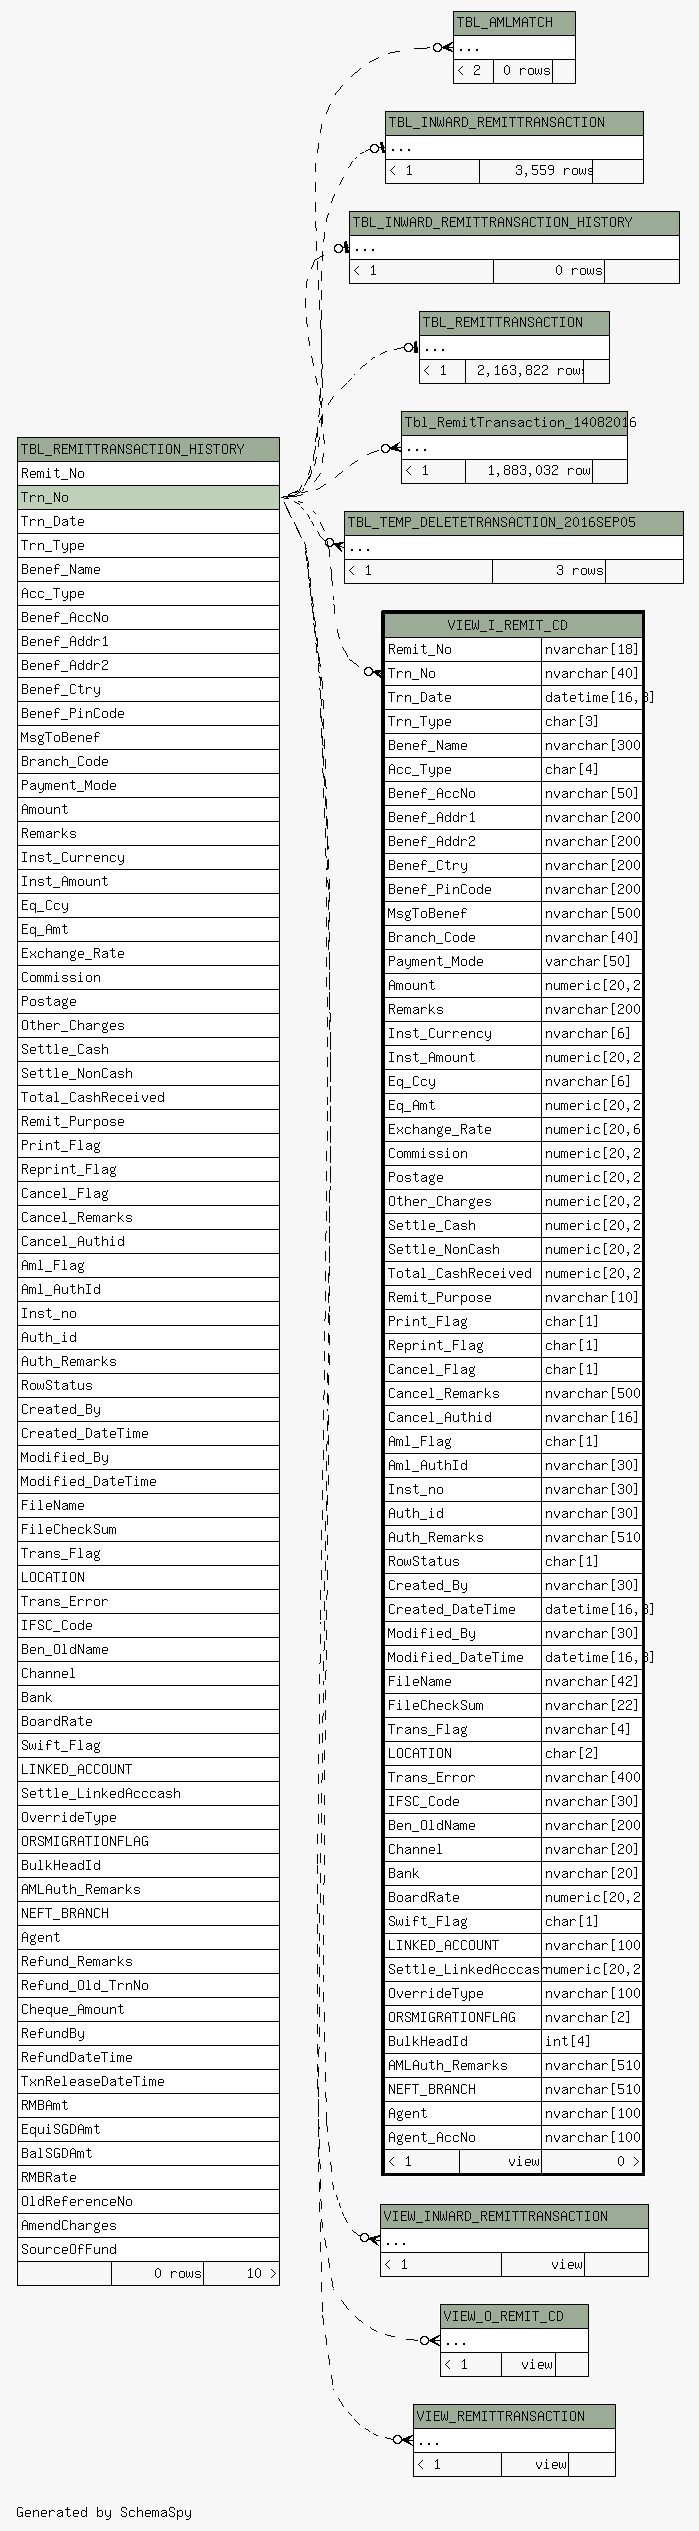 TBL_AMLMATCH
...
< 2 0 rows
TBL_INWARD_REMITTRANSACTION
...
< 1 3,559 rows
TBL_INWARD_REMITTRANSACTION_HISTORY
...
< 1 0 rows
TBL_REMITTRANSACTION
...
< 1 2,163,822 rows
Tbl_RemitTransaction_14082016
...
< 1 1,883,032 row
TBL_TEMP_DELETETRANSACTION_2016SEP05
...
< 1 3 rows
TBL_REMITTRANSACTION_HISTORY
Remit_No
Trn_No
Trn_Date
Trn_Type
Benef_Name
Acc_Type
Benef_AccNo
Benef_Addr1
Benef_Addr2
Benef_Ctry
Benef_PinCode
MsgToBenef
Branch_Code
Payment_Mode
Amount
Remarks
Inst_Currency
Inst_Amount
Eq_Ccy
Eq_Amt
Exchange_Rate
Commission
Postage
Other_Charges
Settle_Cash
Settle_NonCash
Total_CashReceived
Remit_Purpose
Print_Flag
Reprint_Flag
Cancel_Flag
Cancel_Remarks
Cancel_Authid
Aml_Flag
Aml_AuthId
Inst_no
Auth_id
Auth_Remarks
RowStatus
Created_By
Created_DateTime
Modified_By
Modified_DateTime
FileName
FileCheckSum
Trans_Flag
LOCATION
Trans_Error
IFSC_Code
Ben_OldName
Channel
Bank
BoardRate
Swift_Flag
LINKED_ACCOUNT
Settle_LinkedAcccash
OverrideType
ORSMIGRATIONFLAG
BulkHeadId
AMLAuth_Remarks
NEFT_BRANCH
Agent
Refund_Remarks
Refund_Old_TrnNo
Cheque_Amount
RefundBy
RefundDateTime
TxnReleaseDateTime
RMBAmt
EquiSGDAmt
BalSGDAmt
RMBRate
OldReferenceNo
AmendCharges
SourceOfFund
0 rows 10 >
VIEW_I_REMIT_CD
Remit_No nvarchar[18]
Trn_No nvarchar[40]
Trn_Date datetime[16,3]
Trn_Type char[3]
Benef_Name nvarchar[300
Acc_Type char[4]
Benef_AccNo nvarchar[50]
Benef_Addr1 nvarchar[200
Benef_Addr2 nvarchar[200
Benef_Ctry nvarchar[200
Benef_PinCode nvarchar[200
MsgToBenef nvarchar[500
Branch_Code nvarchar[40]
Payment_Mode varchar[50]
Amount numeric[20,2
Remarks nvarchar[200
Inst_Currency nvarchar[6]
Inst_Amount numeric[20,2
Eq_Ccy nvarchar[6]
Eq_Amt numeric[20,2
Exchange_Rate numeric[20,6
Commission numeric[20,2
Postage numeric[20,2
Other_Charges numeric[20,2
Settle_Cash numeric[20,2
Settle_NonCash numeric[20,2
Total_CashReceived numeric[20,2
Remit_Purpose nvarchar[10]
Print_Flag char[1]
Reprint_Flag char[1]
Cancel_Flag char[1]
Cancel_Remarks nvarchar[500
Cancel_Authid nvarchar[16]
Aml_Flag char[1]
Aml_AuthId nvarchar[30]
Inst_no nvarchar[30]
Auth_id nvarchar[30]
Auth_Remarks nvarchar[510
RowStatus char[1]
Created_By nvarchar[30]
Created_DateTime datetime[16,3]
Modified_By nvarchar[30]
Modified_DateTime datetime[16,3]
FileName nvarchar[42]
FileCheckSum nvarchar[22]
Trans_Flag nvarchar[4]
LOCATION char[2]
Trans_Error nvarchar[400
IFSC_Code nvarchar[30]
Ben_OldName nvarchar[200
Channel nvarchar[20]
Bank nvarchar[20]
BoardRate numeric[20,2
Swift_Flag char[1]
LINKED_ACCOUNT nvarchar[100
Settle_LinkedAcccas numeric[20,2
OverrideType nvarchar[100
ORSMIGRATIONFLAG nvarchar[2]
BulkHeadId int[4]
AMLAuth_Remarks nvarchar[510
NEFT_BRANCH nvarchar[510
Agent nvarchar[100
Agent_AccNo nvarchar[100
< 1 view 0 >
VIEW_INWARD_REMITTRANSACTION
...
< 1 view
VIEW_O_REMIT_CD
...
< 1 view
VIEW_REMITTRANSACTION
...
< 1 view
Generated by SchemaSpy